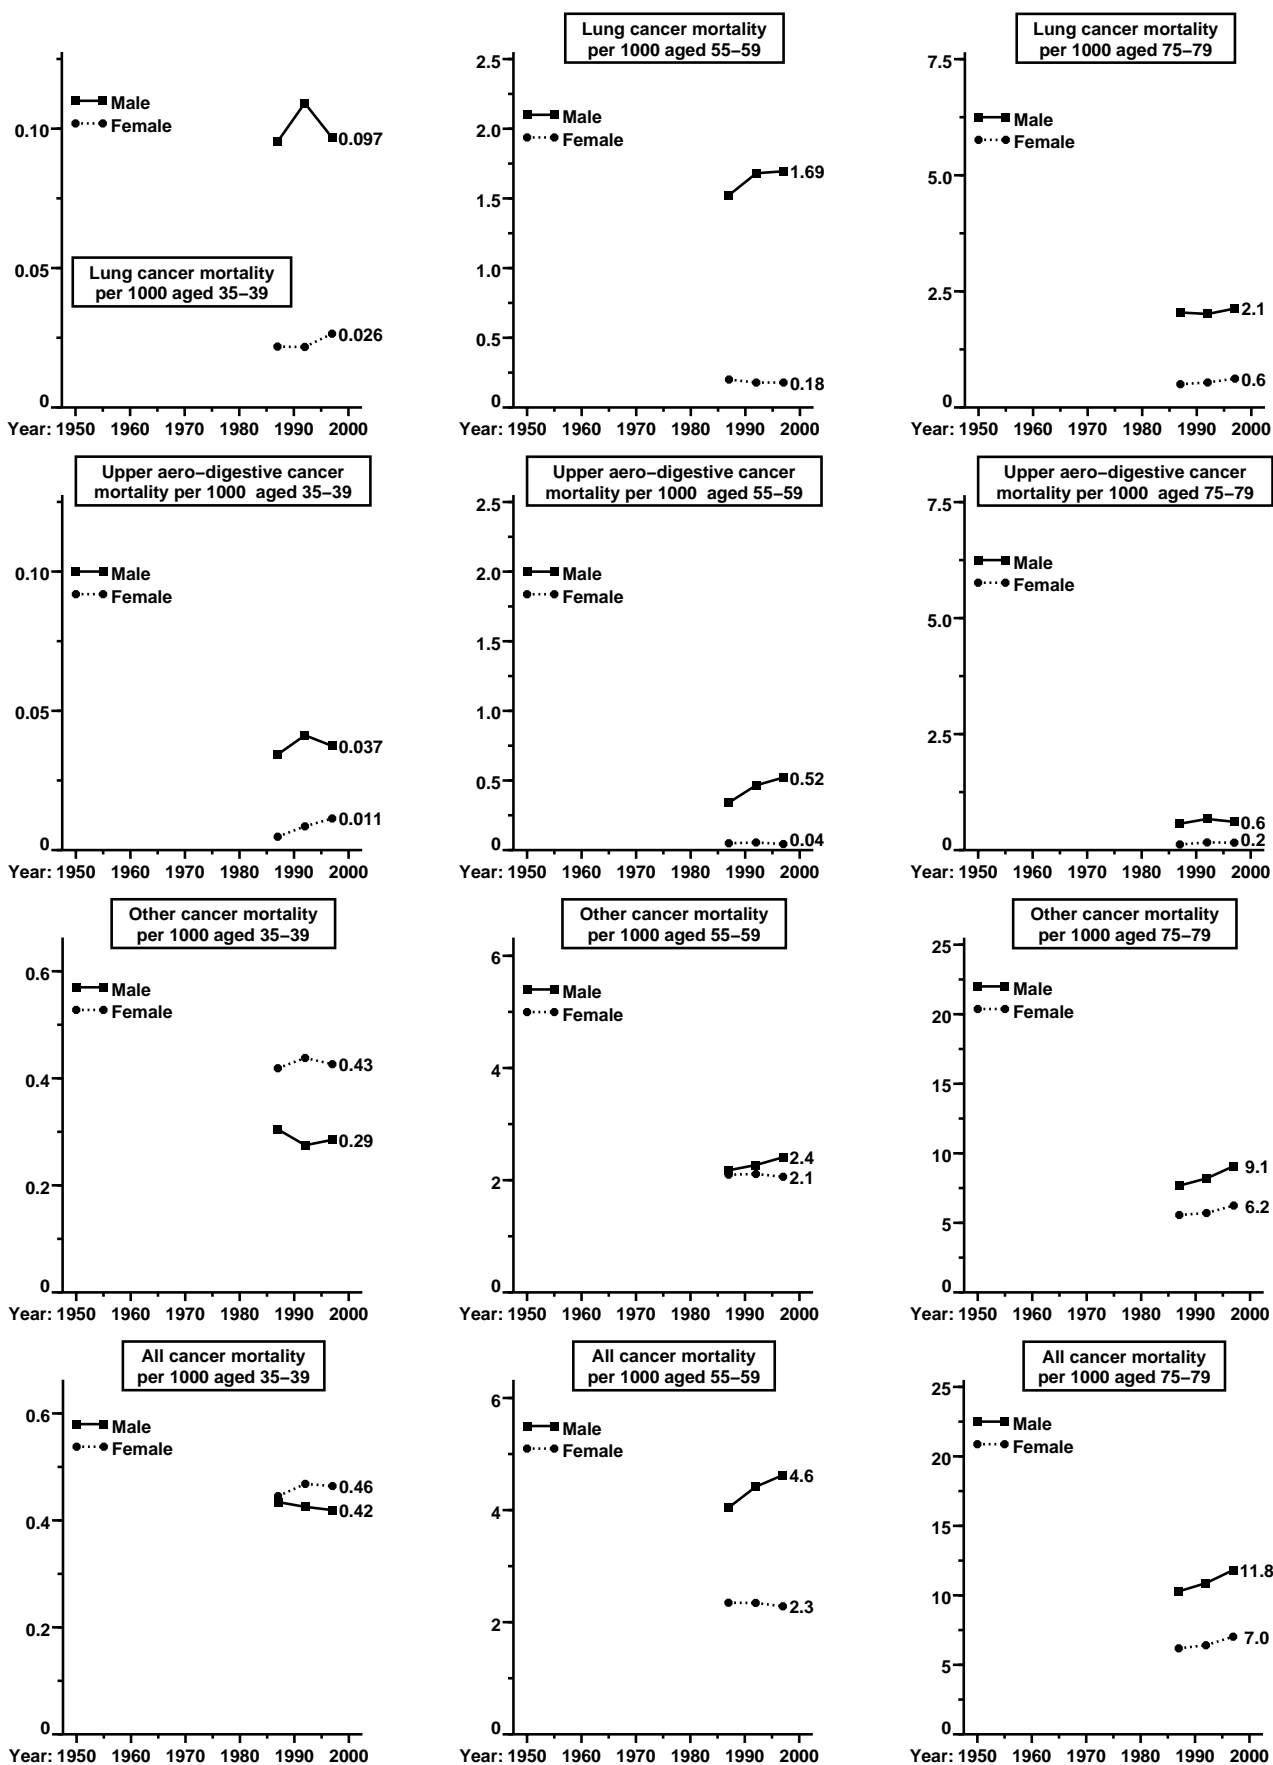 Lung cancer mortality
per 1000 aged 35–39
0.10
0.05
0
Male
Female
0.097
0.026
Year: 1950 1960 1970 1980 1990 2000
Lung cancer mortality
per 1000 aged 55–59
2.5
2.0
1.5
1.0
0.5
0
Male
Female
1.69
0.18
Year: 1950 1960 1970 1980 1990 2000
Lung cancer mortality
per 1000 aged 75–79
7.5
5.0
2.5
0
Male
Female
2.1
0.6
Year: 1950 1960 1970 1980 1990 2000
Upper aero–digestive cancer
mortality per 1000 aged 35–39
0.10
0.05
0
Male
Female
0.037
0.011
Year: 1950 1960 1970 1980 1990 2000
Upper aero–digestive cancer
mortality per 1000 aged 55–59
2.5
2.0
1.5
1.0
0.5
0
Male
Female
0.52
0.04
Year: 1950 1960 1970 1980 1990 2000
Upper aero–digestive cancer
mortality per 1000 aged 75–79
7.5
5.0
2.5
0
Male
Female
0.6
0.2
Year: 1950 1960 1970 1980 1990 2000
Other cancer mortality
per 1000 aged 35–39
0.6
0.4
0.2
0
Male
Female
0.43
0.29
Year: 1950 1960 1970 1980 1990 2000
Other cancer mortality
per 1000 aged 55–59
6
4
2
0
Male
Female
2.4
2.1
Year: 1950 1960 1970 1980 1990 2000
Other cancer mortality
per 1000 aged 75–79
25
20
15
10
5
0
Male
Female
9.1
6.2
Year: 1950 1960 1970 1980 1990 2000
All cancer mortality
per 1000 aged 35–39
0.6
0.4
0.2
0
Male
Female
0.46
0.42
Year: 1950 1960 1970 1980 1990 2000
All cancer mortality
per 1000 aged 55–59
6
4
2
0
Male
Female
4.6
2.3
Year: 1950 1960 1970 1980 1990 2000
All cancer mortality
per 1000 aged 75–79
25
20
15
10
5
0
Male
Female
11.8
7.0
Year: 1950 1960 1970 1980 1990 2000